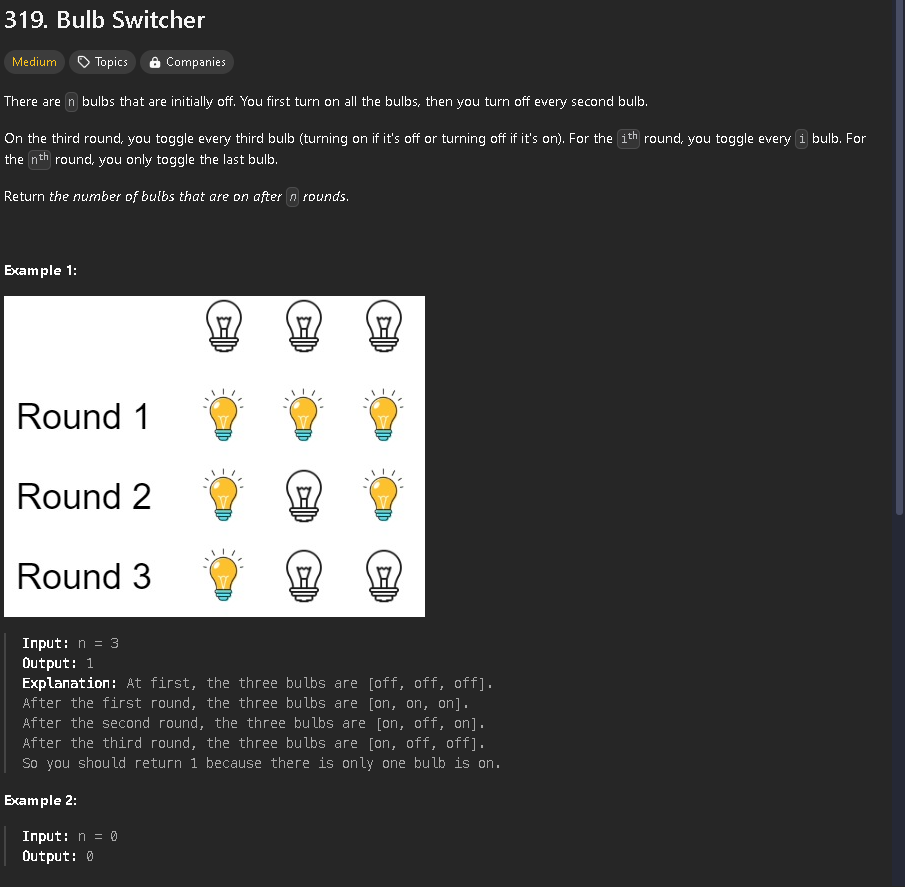 319. Bulb Switcher
Medium Topics Companies
There are n bulbs that are initially off. You first turn on all the bulbs, then you turn off every second bulb.
On the third round, you toggle every third bulb (turning on if it's off or turning off if it's on). For the ith round, you toggle every i bulb. For
the nth round, you only toggle the last bulb.
Return the number of bulbs that are on after n rounds.
Example 1:
Round 1
Round 2
Round 3
Input: n = 3
Output: 1
Explanation: At first, the three bulbs are [off, off, off].
After the first round, the three bulbs are [on, on, on].
After the second round, the three bulbs are [on, off, on].
After the third round, the three bulbs are [on, off, off].
So you should return 1 because there is only one bulb is on.
Example 2:
Input: n = 0
Output: 0